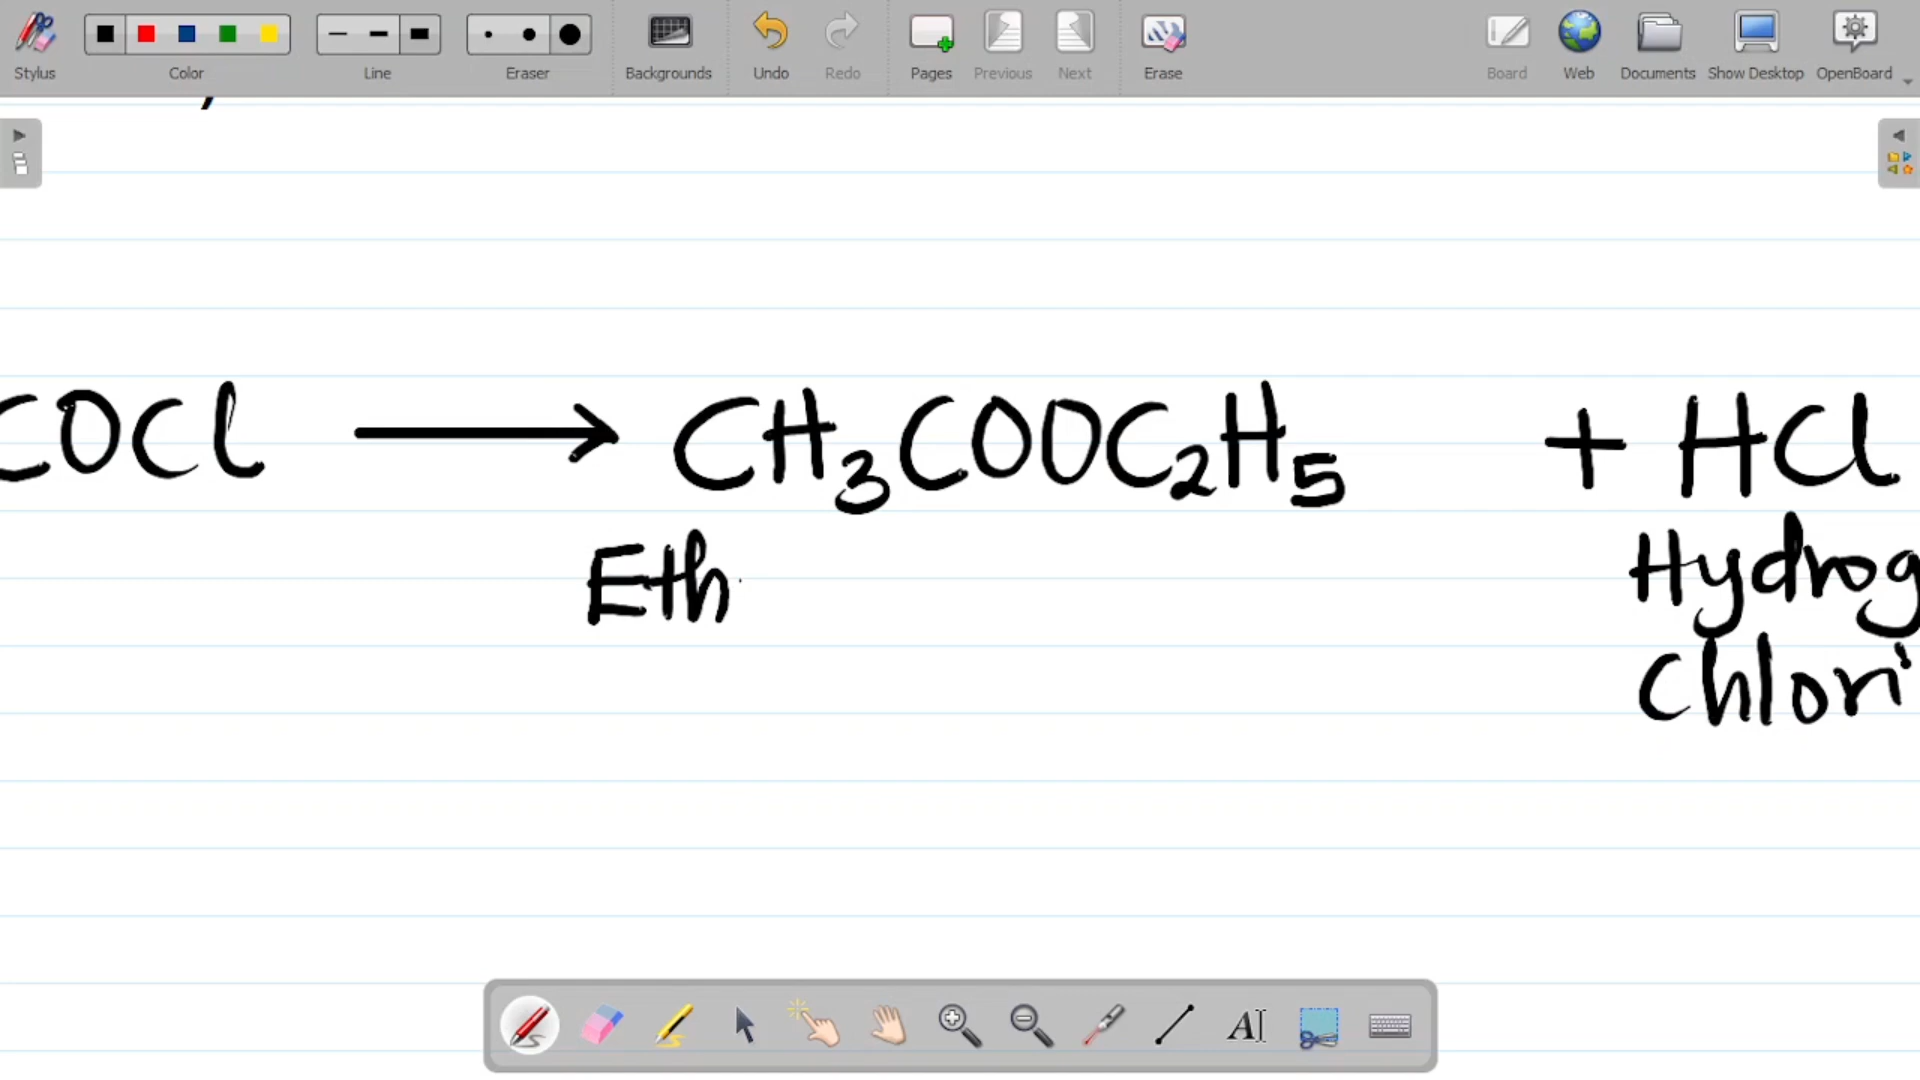 Stylus
Color
Line
Eraser
Backgrounds
Undo
Redo
Pages
Previous
Next
Erase
Board
Web
Documents
Show Desktop
OpenBoard
COCl → CH₃COOC₂H₅ + HCl
Eth Hydrog
Chlori